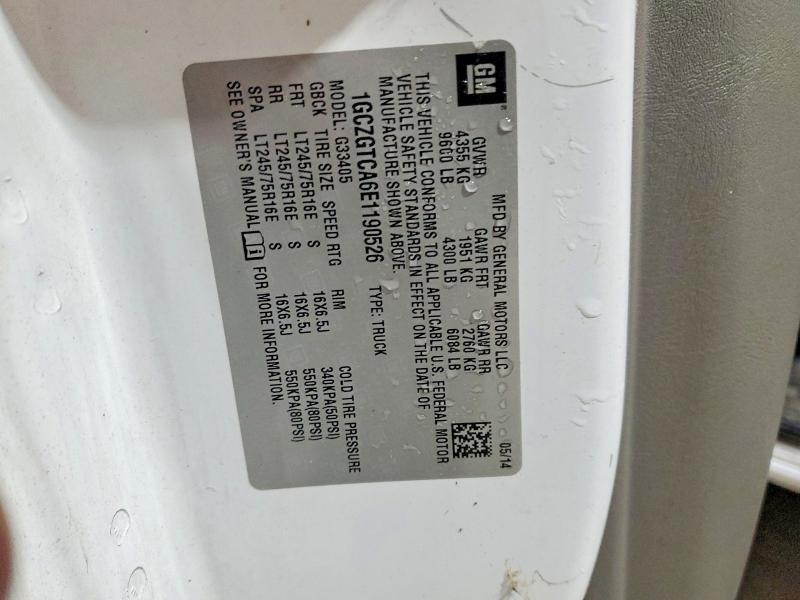 GM
MFD BY GENERAL MOTORS LLC 05/14
GVWR GAWR FRT GAWR RR
4355 KG 1951 KG 2760 KG
9600 LB 4300 LB 6084 LB
THIS VEHICLE CONFORMS TO ALL APPLICABLE U.S. FEDERAL MOTOR
VEHICLE SAFETY STANDARDS IN EFFECT ON THE DATE OF
MANUFACTURE SHOWN ABOVE.
1GCZGTCA6E1190526 TYPE: TRUCK
MODEL: G33405
GBCK TIRE SIZE SPEED RTG RIM COLD TIRE PRESSURE
FRT LT245/75R16E S 16X6.5J 340KPA(50PSI)
RR LT245/75R16E S 16X6.5J 550KPA(80PSI)
SPA LT245/75R16E S 16X6.5J 550KPA(80PSI)
SEE OWNER'S MANUAL i FOR MORE INFORMATION.